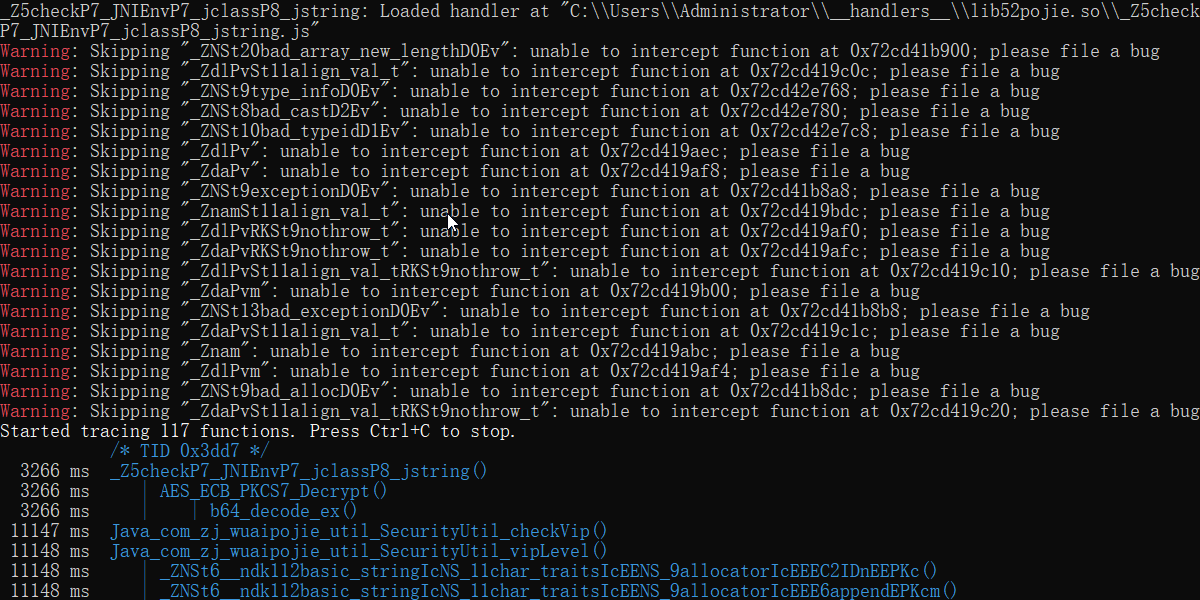 _Z5checkP7_JNIEnvP7_jclassP8_jstring: Loaded handler at "C:\\Users\\Administrator\\__handlers__\\lib52pojie.so\\_Z5check
P7_JNIEnvP7_jclassP8_jstring.js"
Warning: Skipping "_ZNSt20bad_array_new_lengthD0Ev": unable to intercept function at 0x72cd41b900; please file a bug
Warning: Skipping "_ZdlPvSt11align_val_t": unable to intercept function at 0x72cd419c0c; please file a bug
Warning: Skipping "_ZNSt9type_infoD0Ev": unable to intercept function at 0x72cd42e768; please file a bug
Warning: Skipping "_ZNSt8bad_castD2Ev": unable to intercept function at 0x72cd42e780; please file a bug
Warning: Skipping "_ZNSt10bad_typeidD1Ev": unable to intercept function at 0x72cd42e7c8; please file a bug
Warning: Skipping "_ZdlPv": unable to intercept function at 0x72cd419aec; please file a bug
Warning: Skipping "_ZdaPv": unable to intercept function at 0x72cd419af8; please file a bug
Warning: Skipping "_ZNSt9exceptionD0Ev": unable to intercept function at 0x72cd41b8a8; please file a bug
Warning: Skipping "_ZnamSt11align_val_t": unable to intercept function at 0x72cd419bdc; please file a bug
Warning: Skipping "_ZdlPvRKSt9nothrow_t": unable to intercept function at 0x72cd419af0; please file a bug
Warning: Skipping "_ZdaPvRKSt9nothrow_t": unable to intercept function at 0x72cd419afc; please file a bug
Warning: Skipping "_ZdlPvSt11align_val_tRKSt9nothrow_t": unable to intercept function at 0x72cd419c10; please file a bug
Warning: Skipping "_ZdaPvm": unable to intercept function at 0x72cd419b00; please file a bug
Warning: Skipping "_ZNSt13bad_exceptionD0Ev": unable to intercept function at 0x72cd41b8b8; please file a bug
Warning: Skipping "_ZdaPvSt11align_val_t": unable to intercept function at 0x72cd419c1c; please file a bug
Warning: Skipping "_Znam": unable to intercept function at 0x72cd419abc; please file a bug
Warning: Skipping "_ZdlPvm": unable to intercept function at 0x72cd419af4; please file a bug
Warning: Skipping "_ZNSt9bad_allocD0Ev": unable to intercept function at 0x72cd41b8dc; please file a bug
Warning: Skipping "_ZdaPvSt11align_val_tRKSt9nothrow_t": unable to intercept function at 0x72cd419c20; please file a bug
Started tracing 117 functions. Press Ctrl+C to stop.
/* TID 0x3dd7 */
3266 ms _Z5checkP7_JNIEnvP7_jclassP8_jstring()
3266 ms | AES_ECB_PKCS7_Decrypt()
3266 ms | | b64_decode_ex()
11147 ms Java_com_zj_wuaipojie_util_SecurityUtil_checkVip()
11148 ms Java_com_zj_wuaipojie_util_SecurityUtil_vipLevel()
11148 ms | _ZNSt6__ndk112basic_stringIcNS_11char_traitsIcEENS_9allocatorIcEEEC2IDnEEPKc()
11148 ms | _ZNSt6__ndk112basic_stringIcNS_11char_traitsIcEENS_9allocatorIcEEE6appendEPKcm()